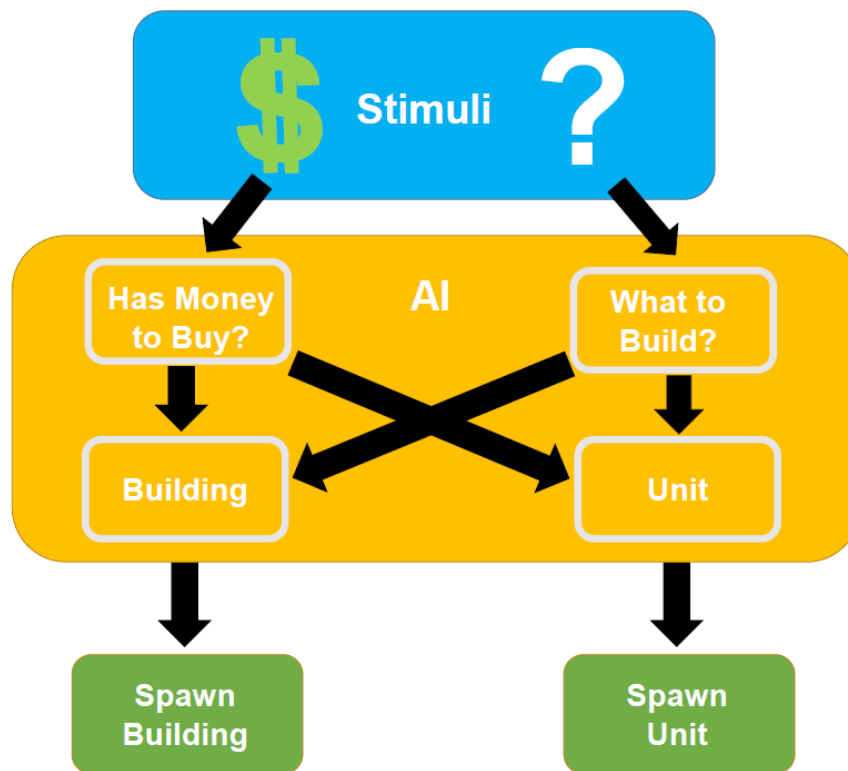 $ Stimuli ?
AI
Has Money
to Buy?
What to
Build?
Building
Unit
Spawn
Building
Spawn
Unit